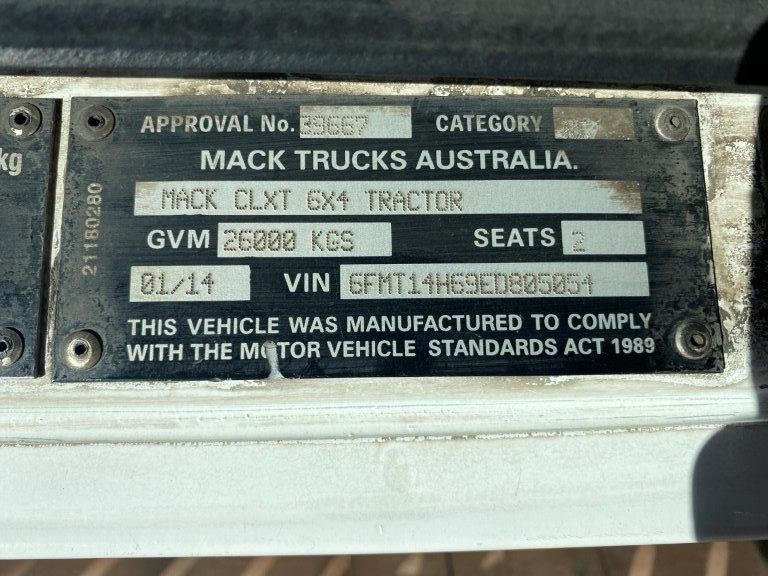 kg
21180280
APPROVAL No. 39667 CATEGORY
MACK TRUCKS AUSTRALIA.
MACK CLXT 6X4 TRACTOR
GVM 26000 KGS SEATS 2
01/14 VIN 6FMT14H69ED805054
THIS VEHICLE WAS MANUFACTURED TO COMPLY
WITH THE MOTOR VEHICLE STANDARDS ACT 1989